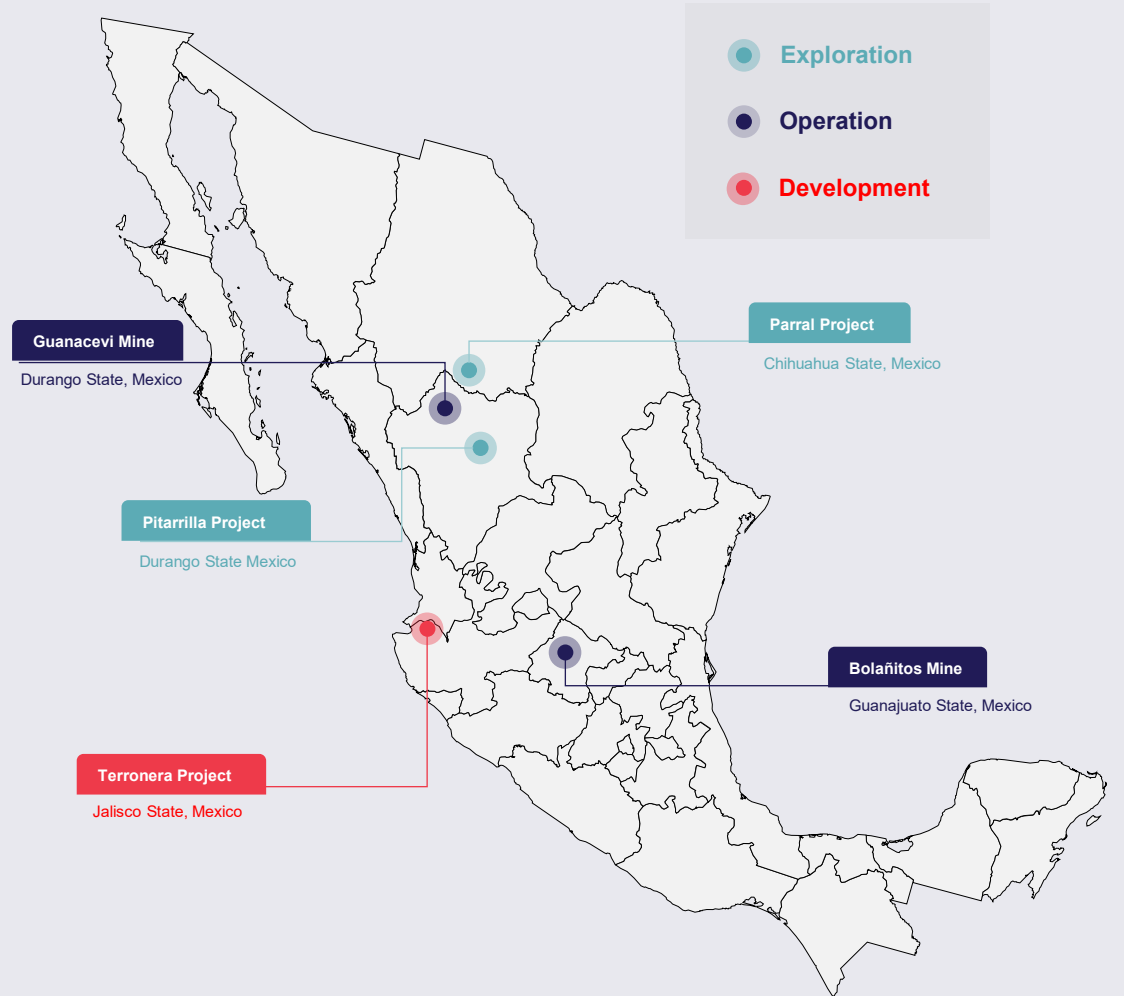 Exploration
Operation
Development
Parral Project
Chihuahua State, Mexico
Guanacevi Mine
Durango State, Mexico
Pitarrilla Project
Durango State Mexico
Bolañitos Mine
Guanajuato State, Mexico
Terronera Project
Jalisco State, Mexico